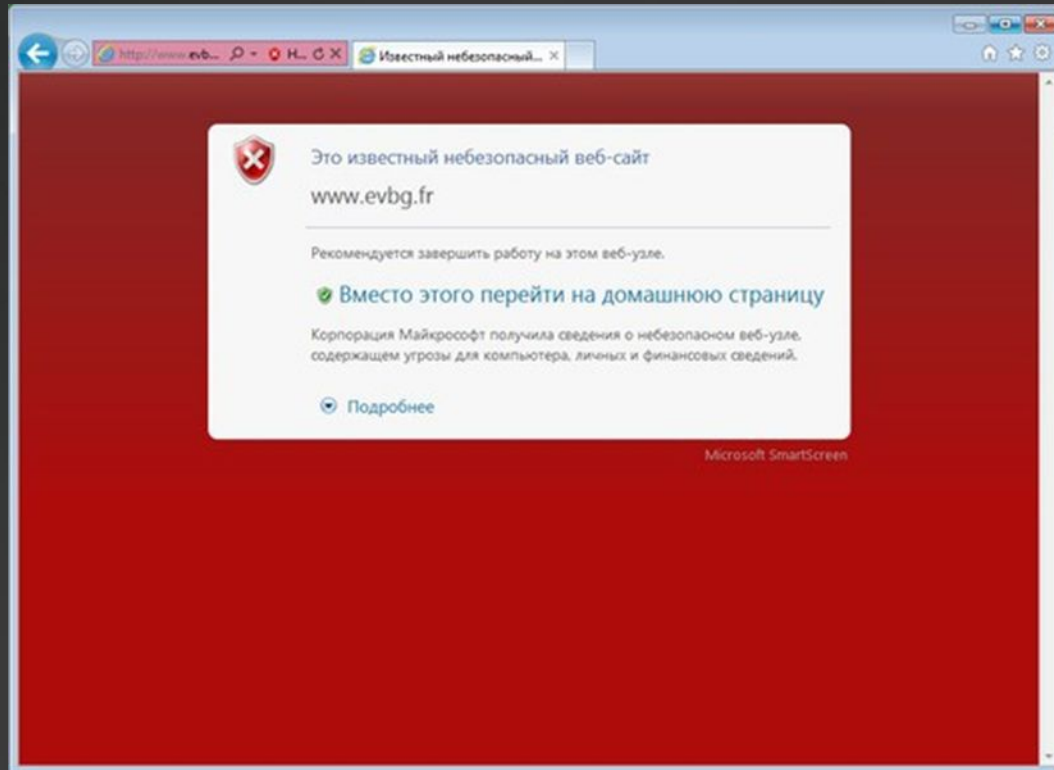 http://www.evb... H...
Известный небезопасный...
Это известный небезопасный веб-сайт
www.evbg.fr
Рекомендуется завершить работу на этом веб-узле.
Вместо этого перейти на домашнюю страницу
Корпорация Майкрософт получила сведения о небезопасном веб-узле,
содержащем угрозы для компьютера, личных и финансовых сведений.
Подробнее
Microsoft SmartScreen